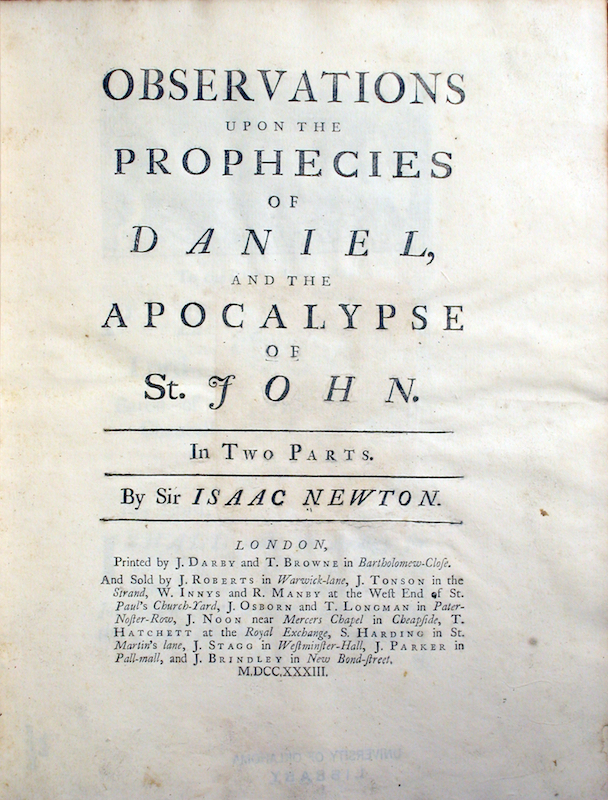 OBSERVATIONS
UPON THE
PROPHECIES
OF
DANIEL,
AND THE
APOCALYPSE
OF
St. JOHN.
In TWO PARTS.
By Sir ISAAC NEWTON.
LONDON,
Printed by J. DARBY and T. BROWNE in Bartholomew-Cloſe.
And Sold by J. ROBERTS in Warwick-lane, J. TONSON in the
Strand, W. INNYS and R. MANBY at the Weſt End of St.
Paul's Church-Yard, J. OSBORN and T. LONGMAN in Pater-
Noſter-Row, J. NOON near Mercers Chapel in Cheapſide, T.
HATCHETT at the Royal Exchange, S. HARDING in St.
Martin's lane, J. STAGG in Weſtminſter-Hall, J. PARKER in
Pall-mall, and J. BRINDLEY in New Bond-ſtreet.
M.DCC.XXXIII.
UNIVERSITY OF OKLAHOMA
LIBRARY